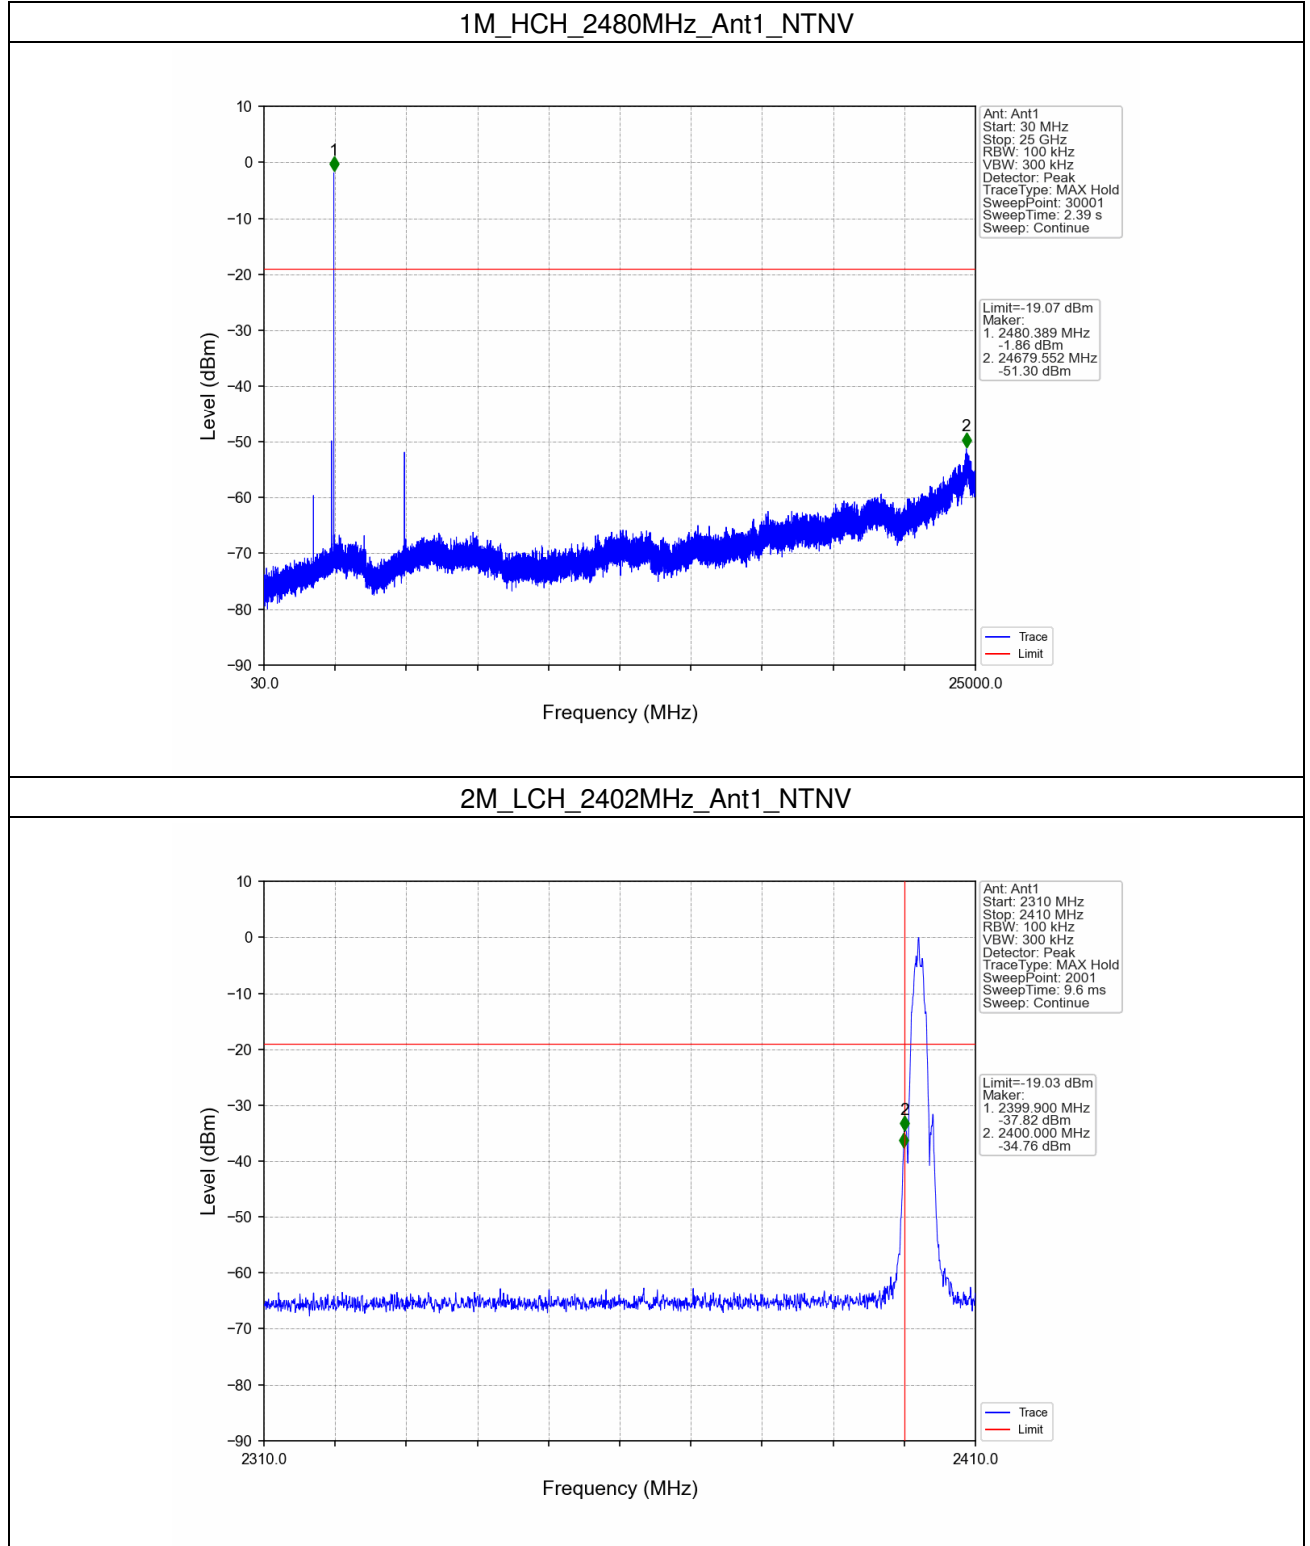 1M_HCH_2480MHz_Ant1_NTNV
10
0
−10
−20
−30
−40
−50
−60
−70
−80
−90
Level (dBm)
1
2
30.0
25000.0
Frequency (MHz)
Ant: Ant1
Start: 30 MHz
Stop: 25 GHz
RBW: 100 kHz
VBW: 300 kHz
Detector: Peak
TraceType: MAX Hold
SweepPoint: 30001
SweepTime: 2.39 s
Sweep: Continue
Limit=-19.07 dBm
Maker:
1. 2480.389 MHz
-1.86 dBm
2. 24679.552 MHz
-51.30 dBm
Trace
Limit
2M_LCH_2402MHz_Ant1_NTNV
10
0
−10
−20
−30
−40
−50
−60
−70
−80
−90
Level (dBm)
2
2310.0
2410.0
Frequency (MHz)
Ant: Ant1
Start: 2310 MHz
Stop: 2410 MHz
RBW: 100 kHz
VBW: 300 kHz
Detector: Peak
TraceType: MAX Hold
SweepPoint: 2001
SweepTime: 9.6 ms
Sweep: Continue
Limit=-19.03 dBm
Maker:
1. 2399.900 MHz
-37.82 dBm
2. 2400.000 MHz
-34.76 dBm
Trace
Limit